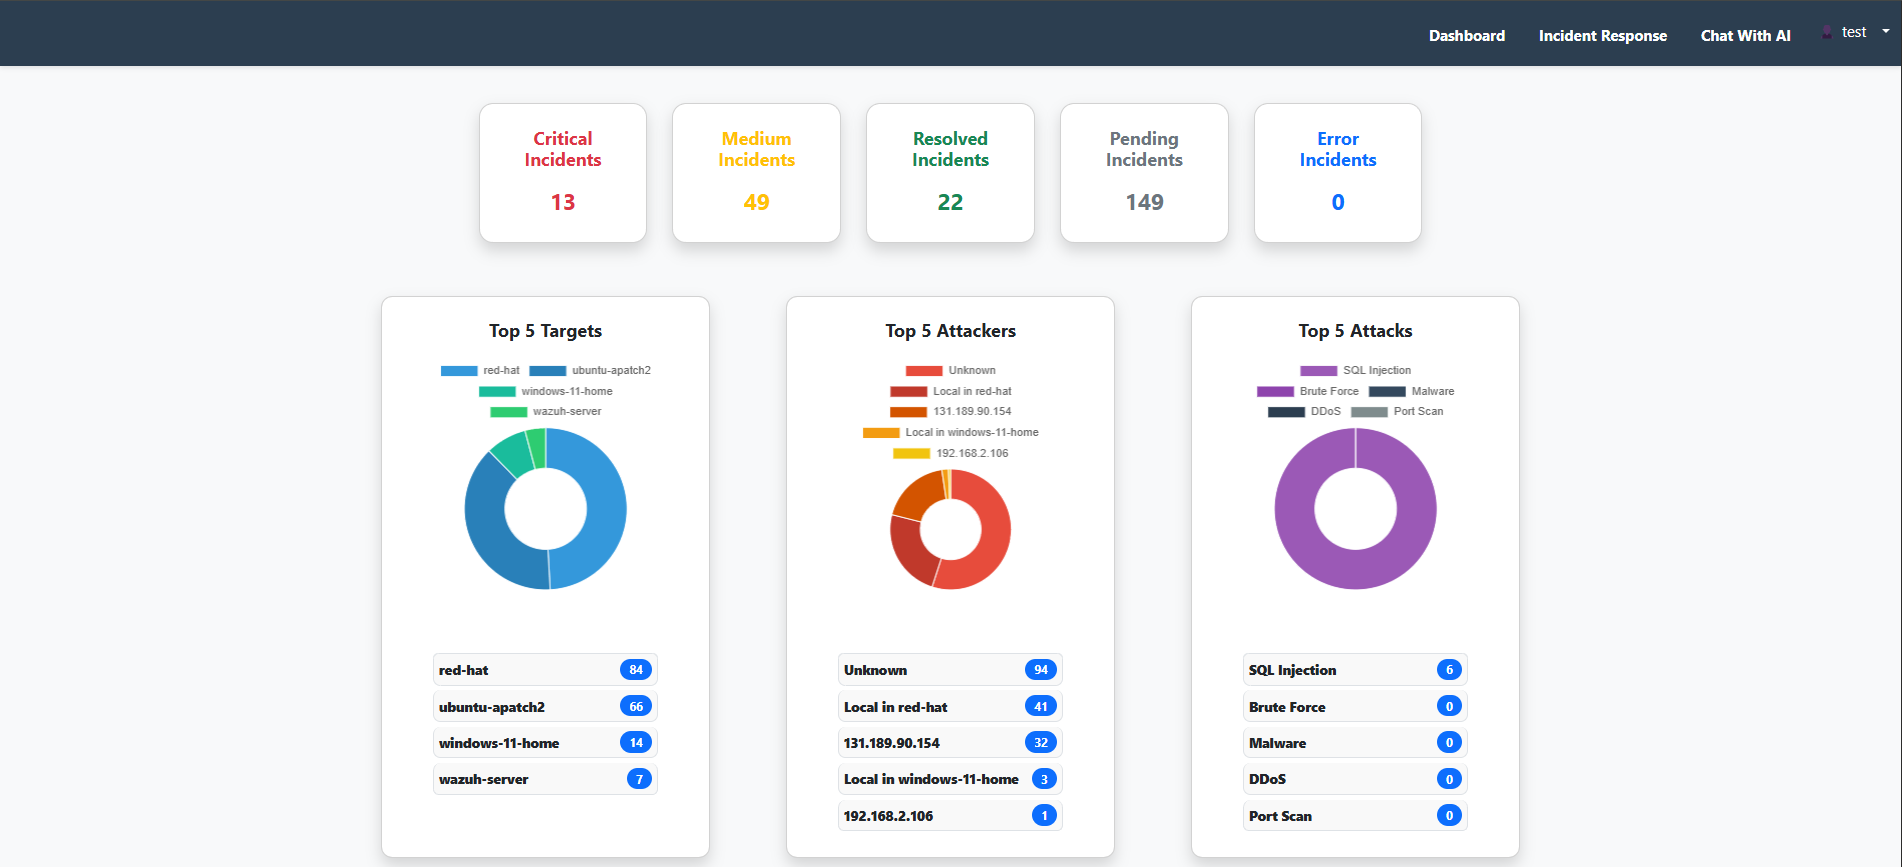 Dashboard Incident Response Chat With AI test
Critical
Incidents
13
Medium
Incidents
49
Resolved
Incidents
22
Pending
Incidents
149
Error
Incidents
0
Top 5 Targets
red-hat ubuntu-apatch2
windows-11-home
wazuh-server
red-hat 84
ubuntu-apatch2 66
windows-11-home 14
wazuh-server 7
Top 5 Attackers
Unknown
Local in red-hat
131.189.90.154
Local in windows-11-home
192.168.2.106
Unknown 94
Local in red-hat 41
131.189.90.154 32
Local in windows-11-home 3
192.168.2.106 1
Top 5 Attacks
SQL Injection
Brute Force Malware
DDoS Port Scan
SQL Injection 6
Brute Force 0
Malware 0
DDoS 0
Port Scan 0